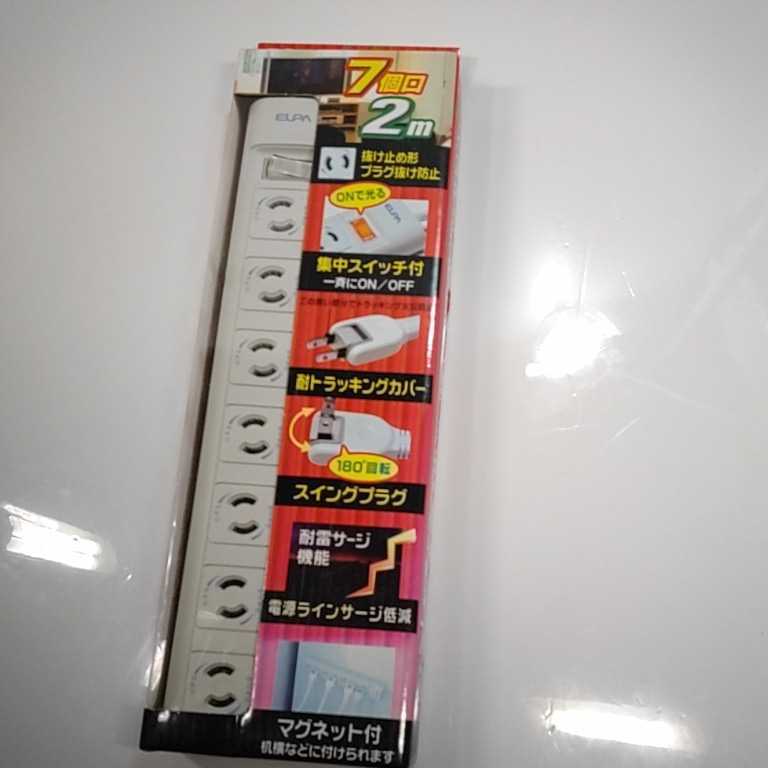 7個口
2m
ELPA
抜け止め形
プラグ抜け防止
ONで光る
ELPA
集中スイッチ付
一斉にON/OFF
耐トラッキングカバー
180°回転
スイングプラグ
耐雷サージ
機能
電源ラインサージ低減
マグネット付
机横などに付けられます